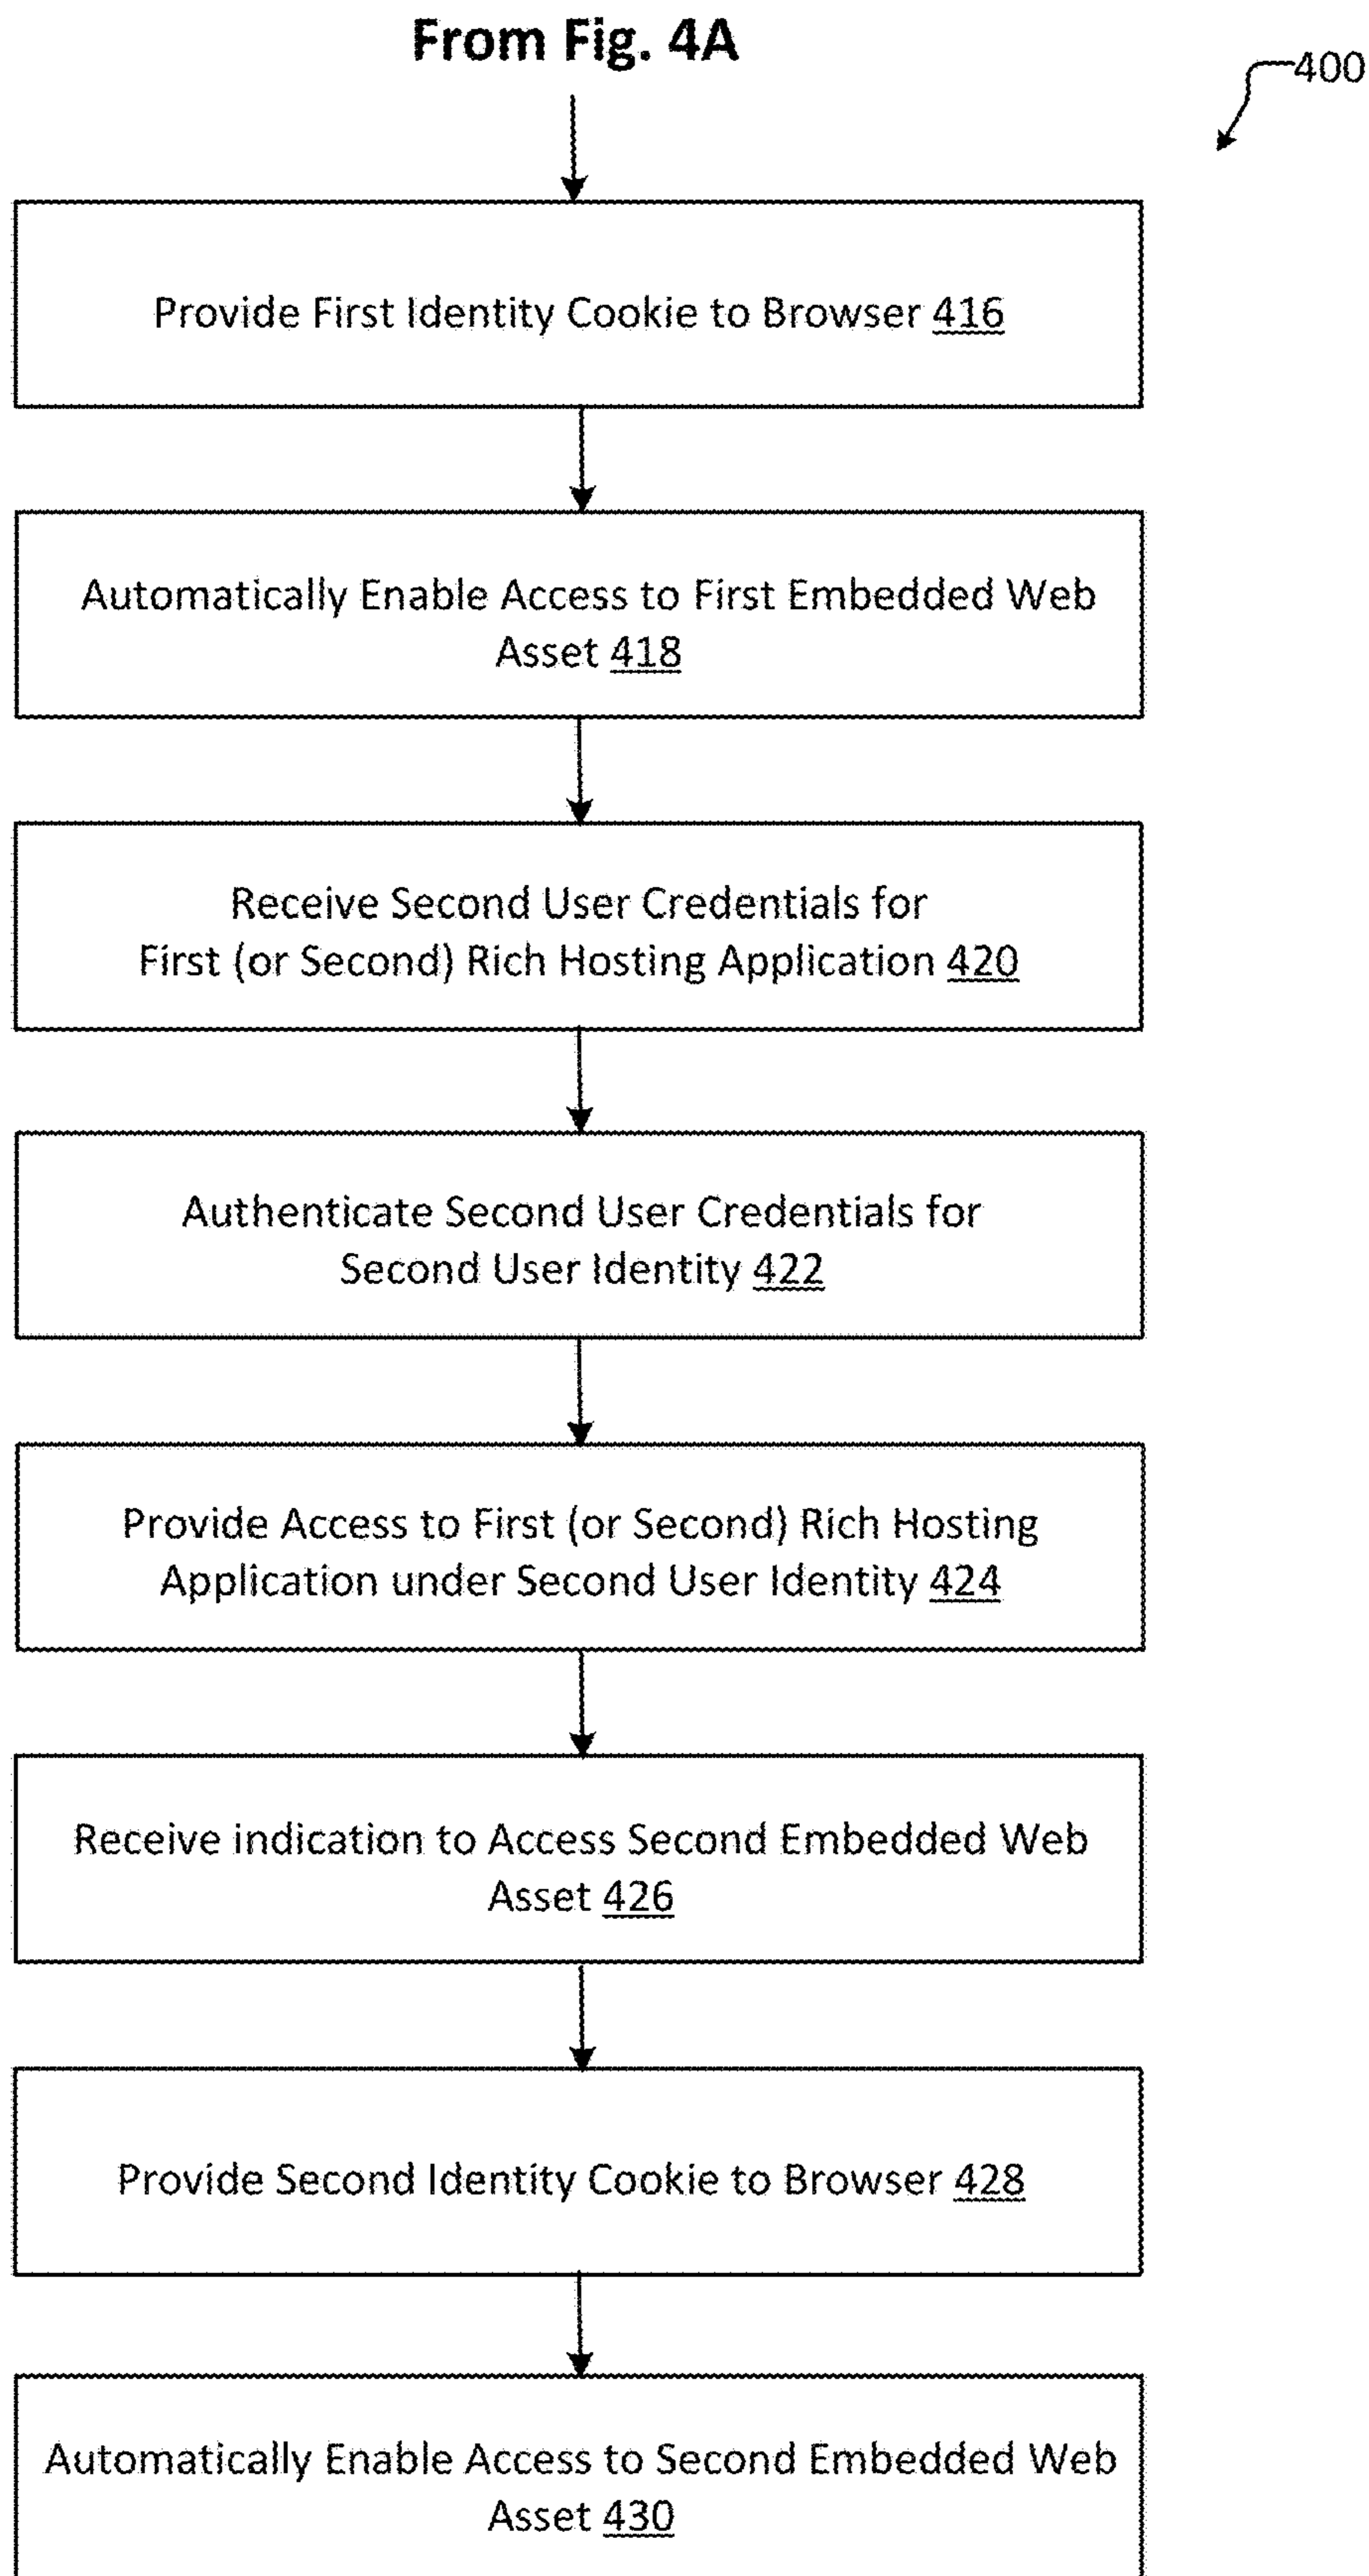 From Fig. 4A
400
Provide First Identity Cookie to Browser 416
Automatically Enable Access to First Embedded Web
Asset 418
Receive Second User Credentials for
First (or Second) Rich Hosting Application 420
Authenticate Second User Credentials for
Second User Identity 422
Provide Access to First (or Second) Rich Hosting
Application under Second User Identity 424
Receive indication to Access Second Embedded Web
Asset 426
Provide Second Identity Cookie to Browser 428
Automatically Enable Access to Second Embedded Web
Asset 430